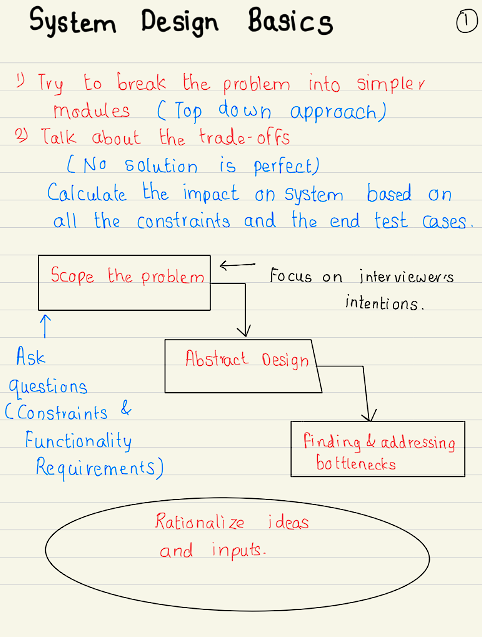 System Design Basics
1
1) Try to break the problem into simpler
modules (Top down approach)
2) Talk about the trade-offs
(No solution is perfect)
Calculate the impact on system based on
all the constraints and the end test cases.
Scope the problem
Focus on interviewer's
intentions.
Ask
questions
(Constraints &
Functionality
Requirements)
Abstract Design
Finding & addressing
bottlenecks
Rationalize ideas
and inputs.